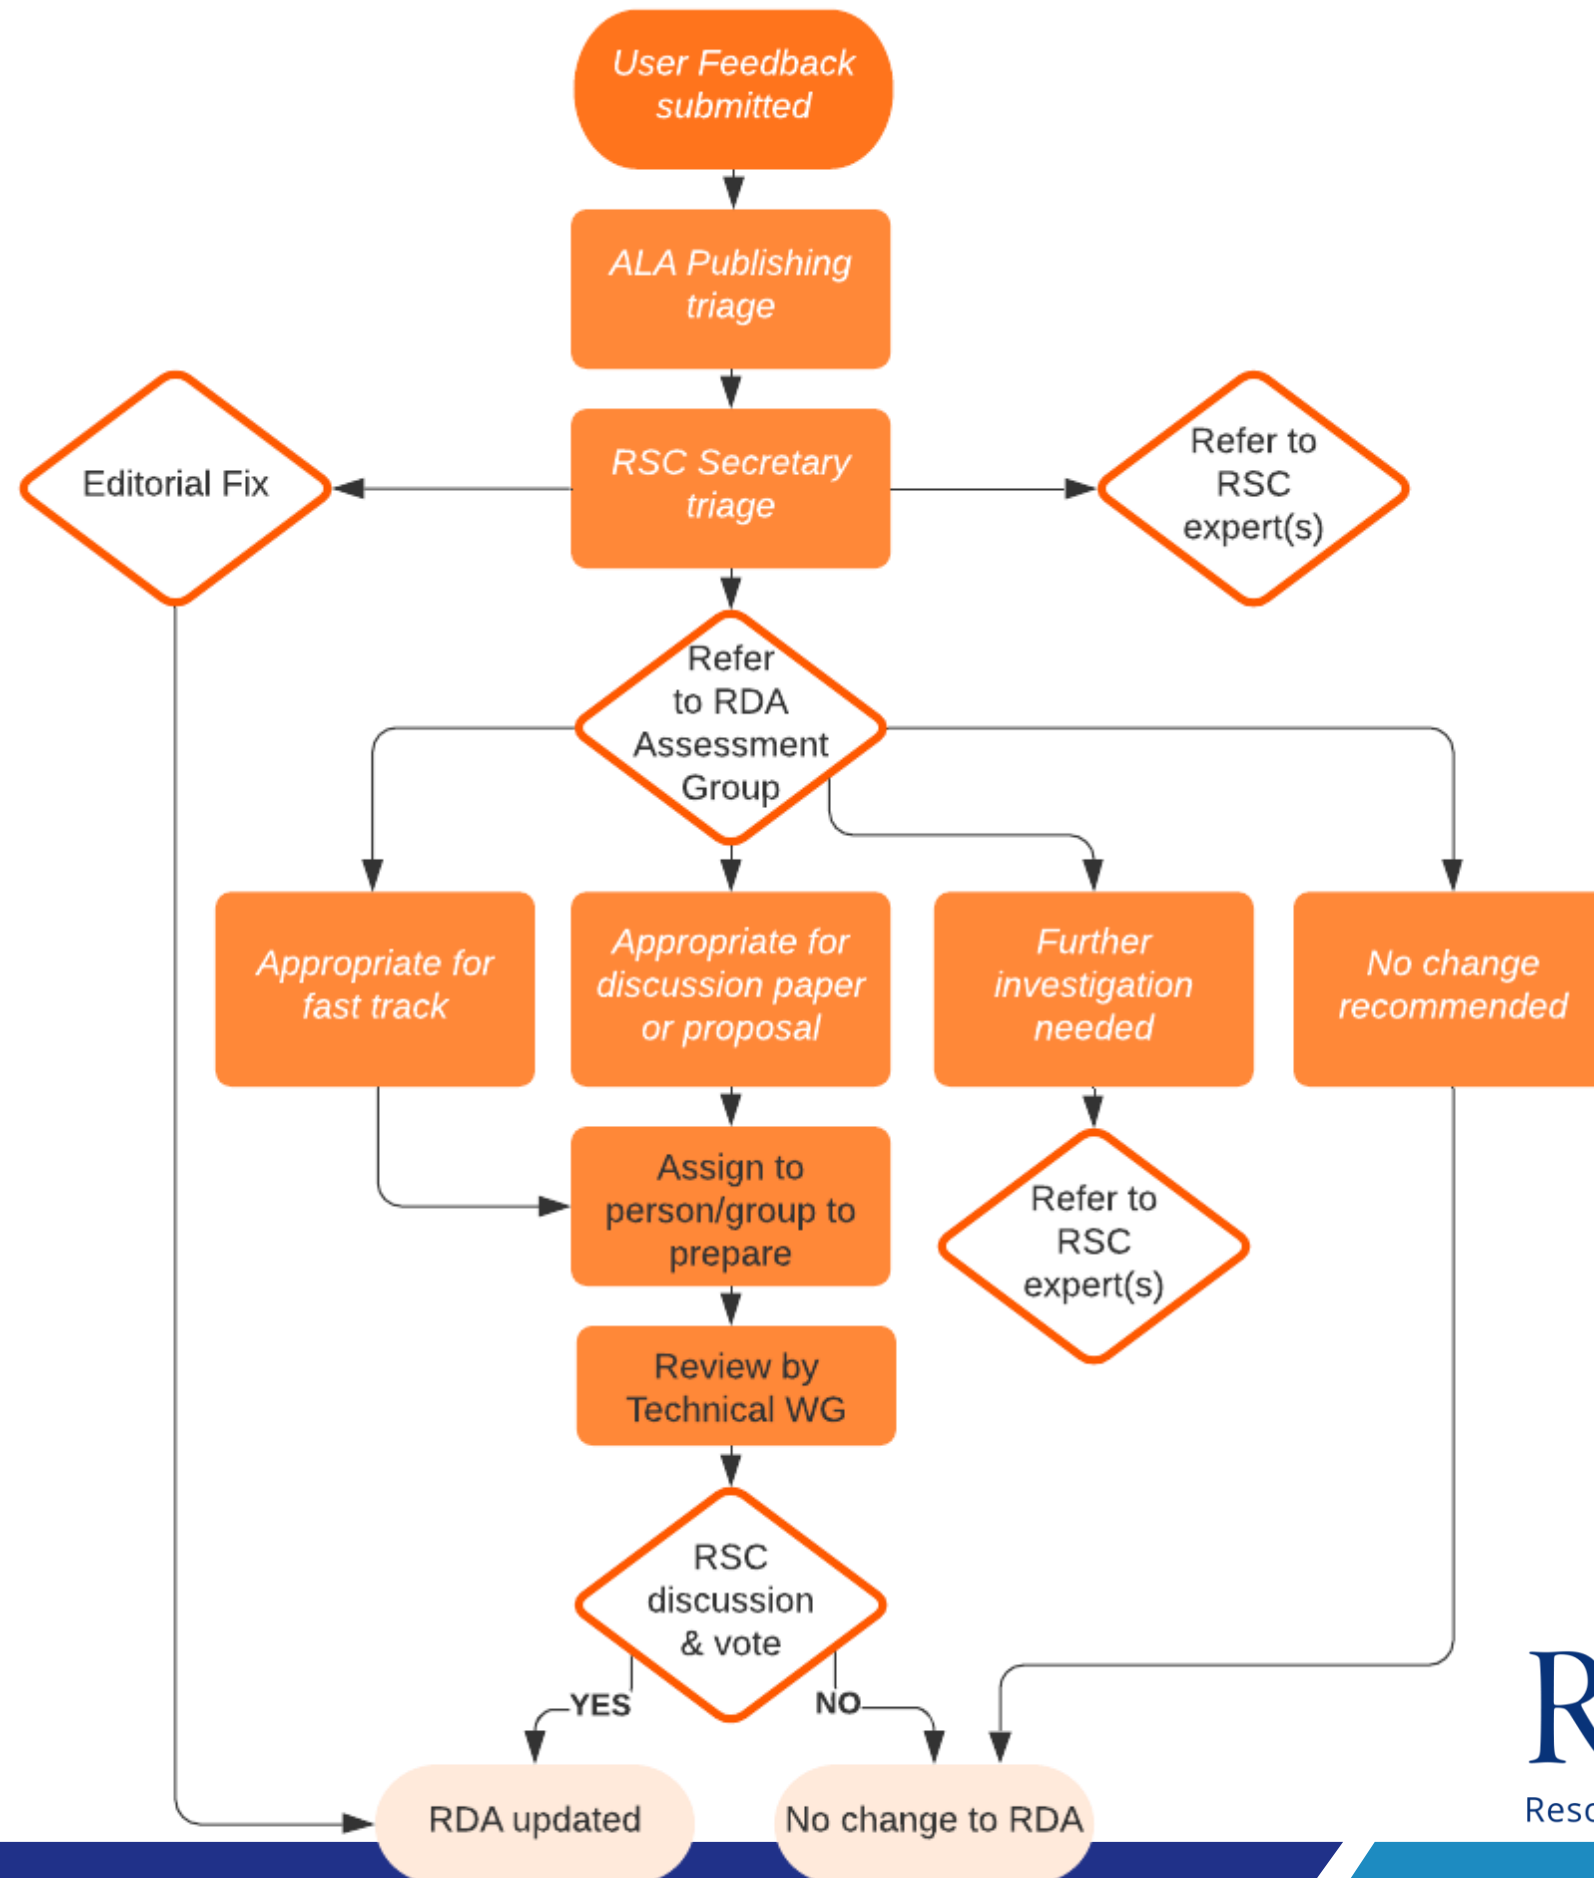 User Feedback
submitted
ALA Publishing
triage
Editorial Fix
RSC Secretary
triage
Refer to
RSC
expert(s)
Refer
to RDA
Assessment
Group
Appropriate for
fast track
Appropriate for
discussion paper
or proposal
Further
investigation
needed
No change
recommended
Assign to
person/group to
prepare
Refer to
RSC
expert(s)
Review by
Technical WG
RSC
discussion
& vote
YES
NO
RDA updated
No change to RDA
R
Reso